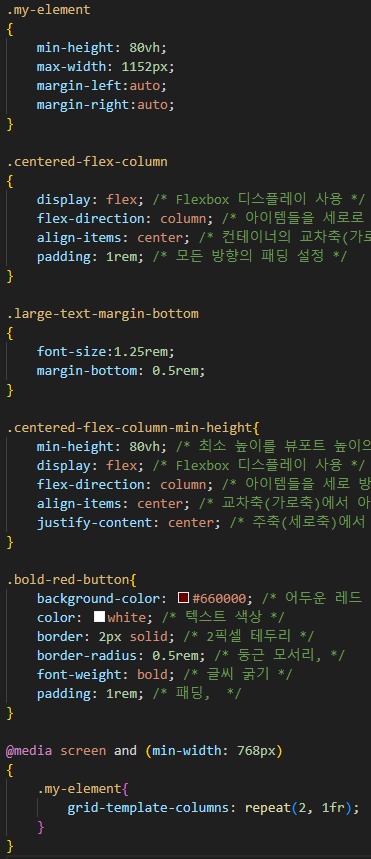 .my-element
{
min-height: 80vh;
max-width: 1152px;
margin-left:auto;
margin-right:auto;
}
.centered-flex-column
{
display: flex; /* Flexbox 디스플레이 사용 */
flex-direction: column; /* 아이템들을 세로로
align-items: center; /* 컨테이너의 교차축(가로
padding: 1rem; /* 모든 방향의 패딩 설정 */
}
.large-text-margin-bottom
{
font-size:1.25rem;
margin-bottom: 0.5rem;
}
.centered-flex-column-min-height{
min-height: 80vh; /* 최소 높이를 뷰포트 높이의
display: flex; /* Flexbox 디스플레이 사용 */
flex-direction: column; /* 아이템들을 세로 방
align-items: center; /* 교차축(가로축)에서 아
justify-content: center; /* 주축(세로축)에서
}
.bold-red-button{
background-color: #660000; /* 어두운 레드
color: white; /* 텍스트 색상 */
border: 2px solid; /* 2픽셀 테두리 */
border-radius: 0.5rem; /* 둥근 모서리, */
font-weight: bold; /* 글씨 굵기 */
padding: 1rem; /* 패딩,  */
}
@media screen and (min-width: 768px)
{
.my-element{
grid-template-columns: repeat(2, 1fr);
}
}